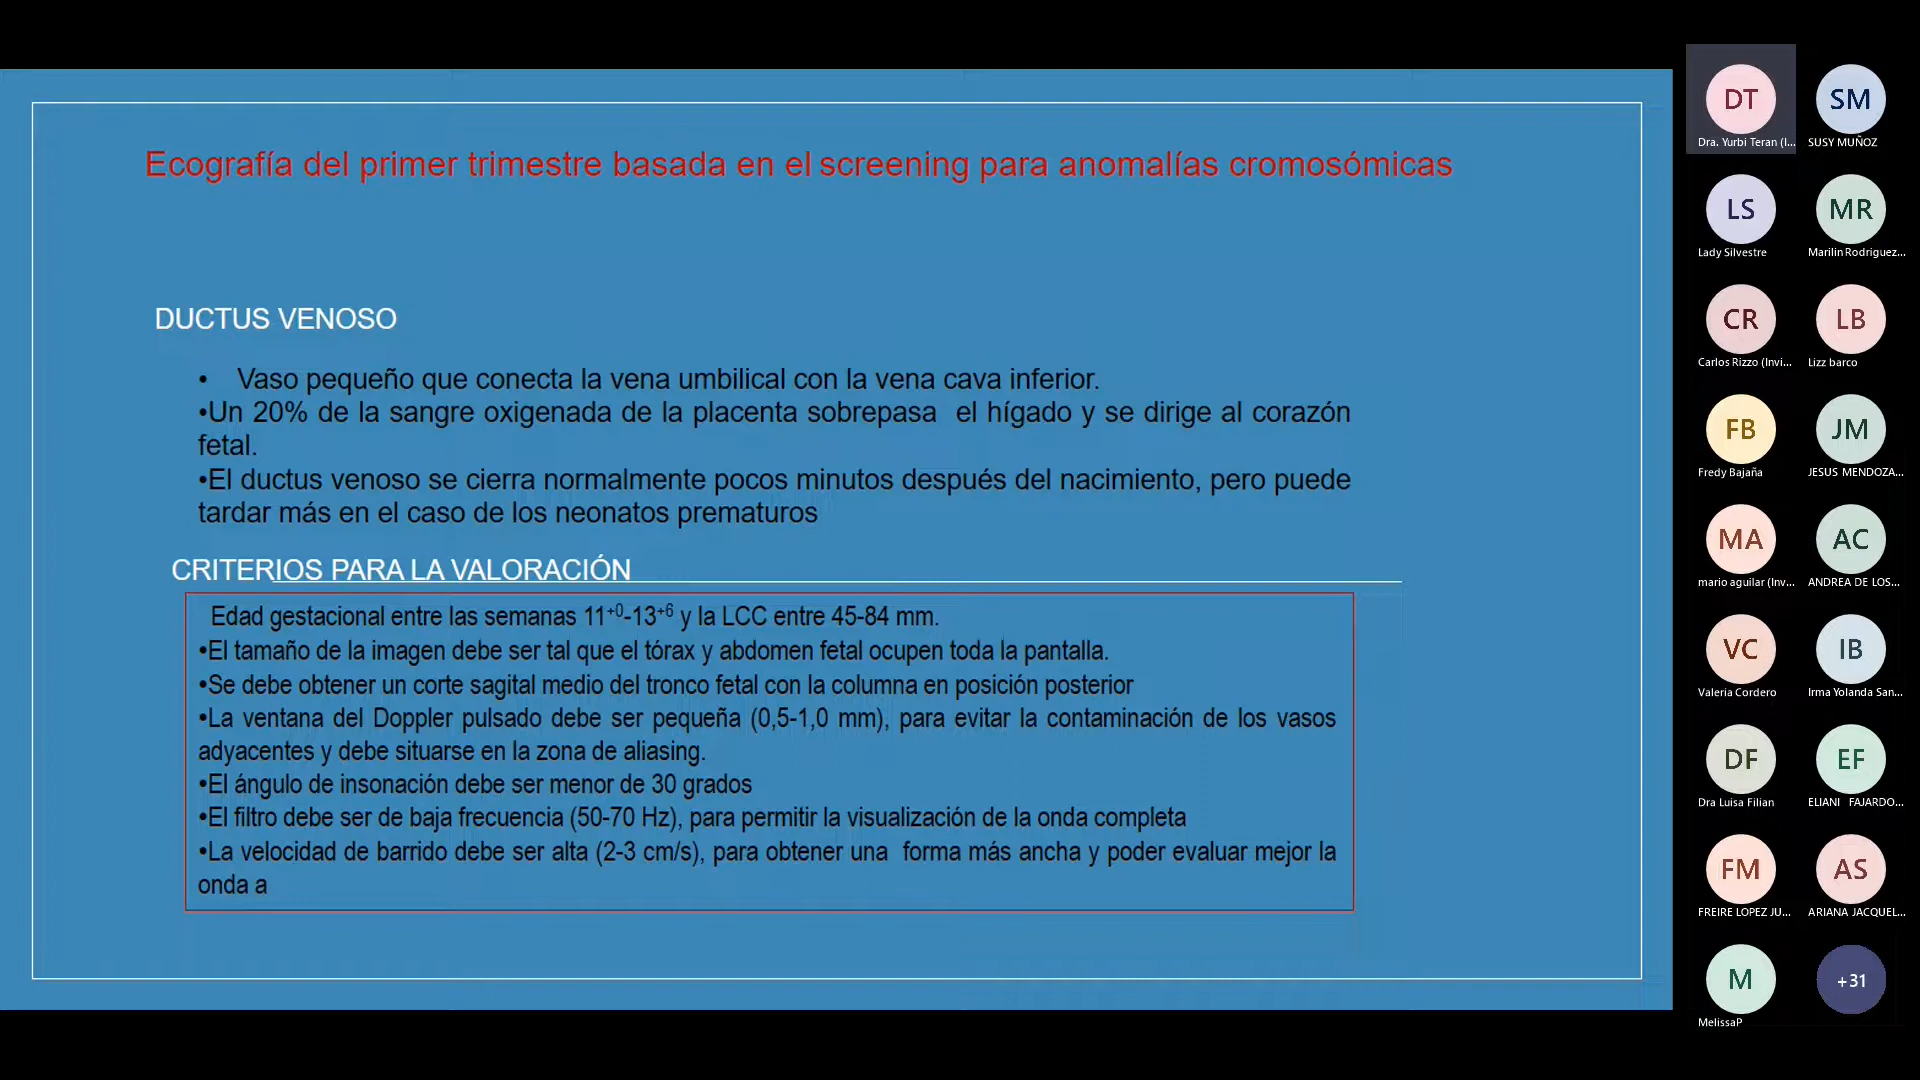 Ecografía del primer trimestre basada en el screening para anomalías cromosómicas
DUCTUS VENOSO
• Vaso pequeño que conecta la vena umbilical con la vena cava inferior.
•Un 20% de la sangre oxigenada de la placenta sobrepasa el hígado y se dirige al corazón
fetal.
•El ductus venoso se cierra normalmente pocos minutos después del nacimiento, pero puede
tardar más en el caso de los neonatos prematuros
CRITERIOS PARA LA VALORACIÓN
Edad gestacional entre las semanas 11+0-13+6 y la LCC entre 45-84 mm.
•El tamaño de la imagen debe ser tal que el tórax y abdomen fetal ocupen toda la pantalla.
•Se debe obtener un corte sagital medio del tronco fetal con la columna en posición posterior
•La ventana del Doppler pulsado debe ser pequeña (0,5-1,0 mm), para evitar la contaminación de los vasos
adyacentes y debe situarse en la zona de aliasing.
•El ángulo de insonación debe ser menor de 30 grados
•El filtro debe ser de baja frecuencia (50-70 Hz), para permitir la visualización de la onda completa
•La velocidad de barrido debe ser alta (2-3 cm/s), para obtener una forma más ancha y poder evaluar mejor la
onda a
DT SM
Dra. Yurbi Teran (I... SUSY MUÑOZ
LS MR
Lady Silvestre Marilin Rodriguez...
CR LB
Carlos Rizzo (Invi... Lizz barco
FB JM
Fredy Bajaña JESUS MENDOZA...
MA AC
mario aguilar (Inv... ANDREA DE LOS...
VC IB
Valeria Cordero Irma Yolanda San...
DF EF
Dra Luisa Filian ELIANI FAJARDO...
FM AS
FREIRE LOPEZ JU... ARIANA JACQUEL...
M +31
MelissaP